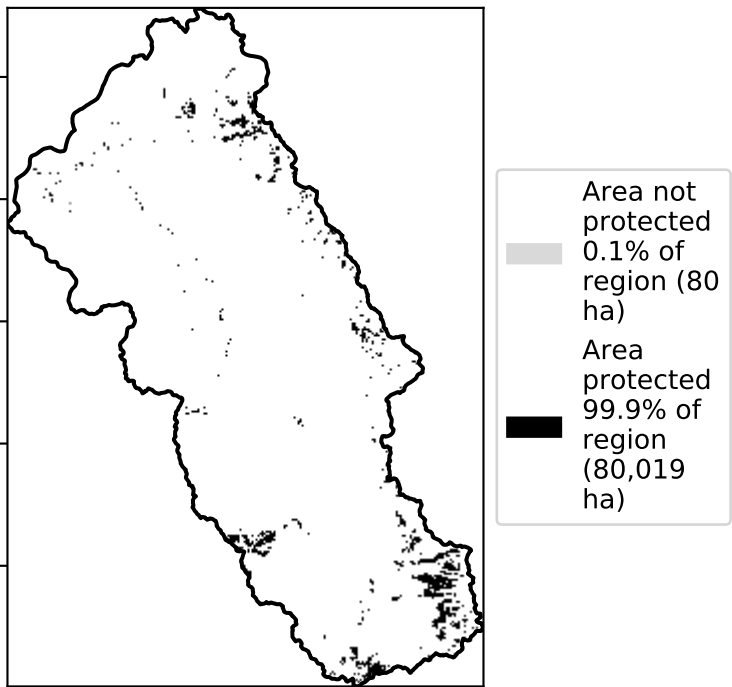 Area not
protected
0.1% of
region (80
ha)
Area
protected
99.9% of
region
(80,019
ha)